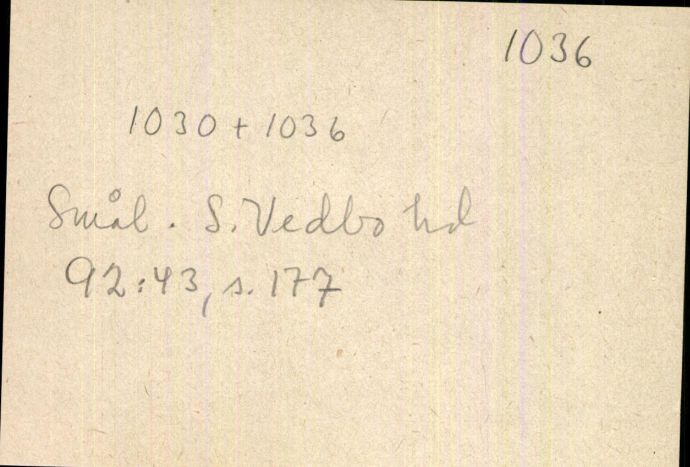 1036
1030 + 1036
Smål. S. Vedbo hd
92:43, s. 177